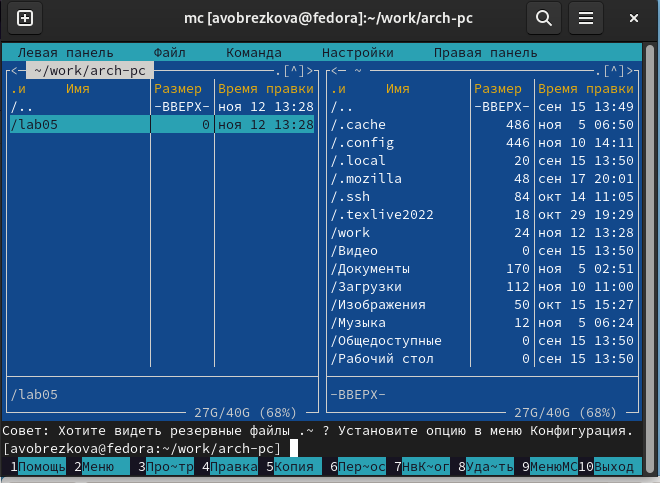 mc [avobrezkova@fedora]:~/work/arch-pc
Левая панель Файл Команда Настройки Правая панель
<— ~/work/arch-pc .[^]> <— ~ .[^]>
.и Имя Размер Время правки .и Имя Размер Время правки
/.. -ВВЕРХ- ноя 12 13:28 /.. -ВВЕРХ- сен 15 13:49
/lab05 0 ноя 12 13:28 /.cache 486 ноя 5 06:50
/.config 446 ноя 10 14:11
/.local 20 сен 15 13:50
/.mozilla 48 сен 17 20:01
/.ssh 84 окт 14 11:05
/.texlive2022 18 окт 29 19:29
/work 24 ноя 12 13:28
/Видео 0 сен 15 13:50
/Документы 170 ноя 5 02:51
/Загрузки 112 ноя 10 11:00
/Изображения 50 окт 15 15:27
/Музыка 12 ноя 5 06:24
/Общедоступные 0 сен 15 13:50
/Рабочий стол 0 сен 15 13:50
/lab05 -ВВЕРХ-
27G/40G (68%) 27G/40G (68%)
Совет: Хотите видеть резервные файлы .~ ? Установите опцию в меню Конфигурация.
[avobrezkova@fedora:~/work/arch-pc]
1Помощь 2Меню 3Про~тр 4Правка 5Копия 6Пер~ос 7НвК~ог 8Уда~ть 9МенюМС 10Выход